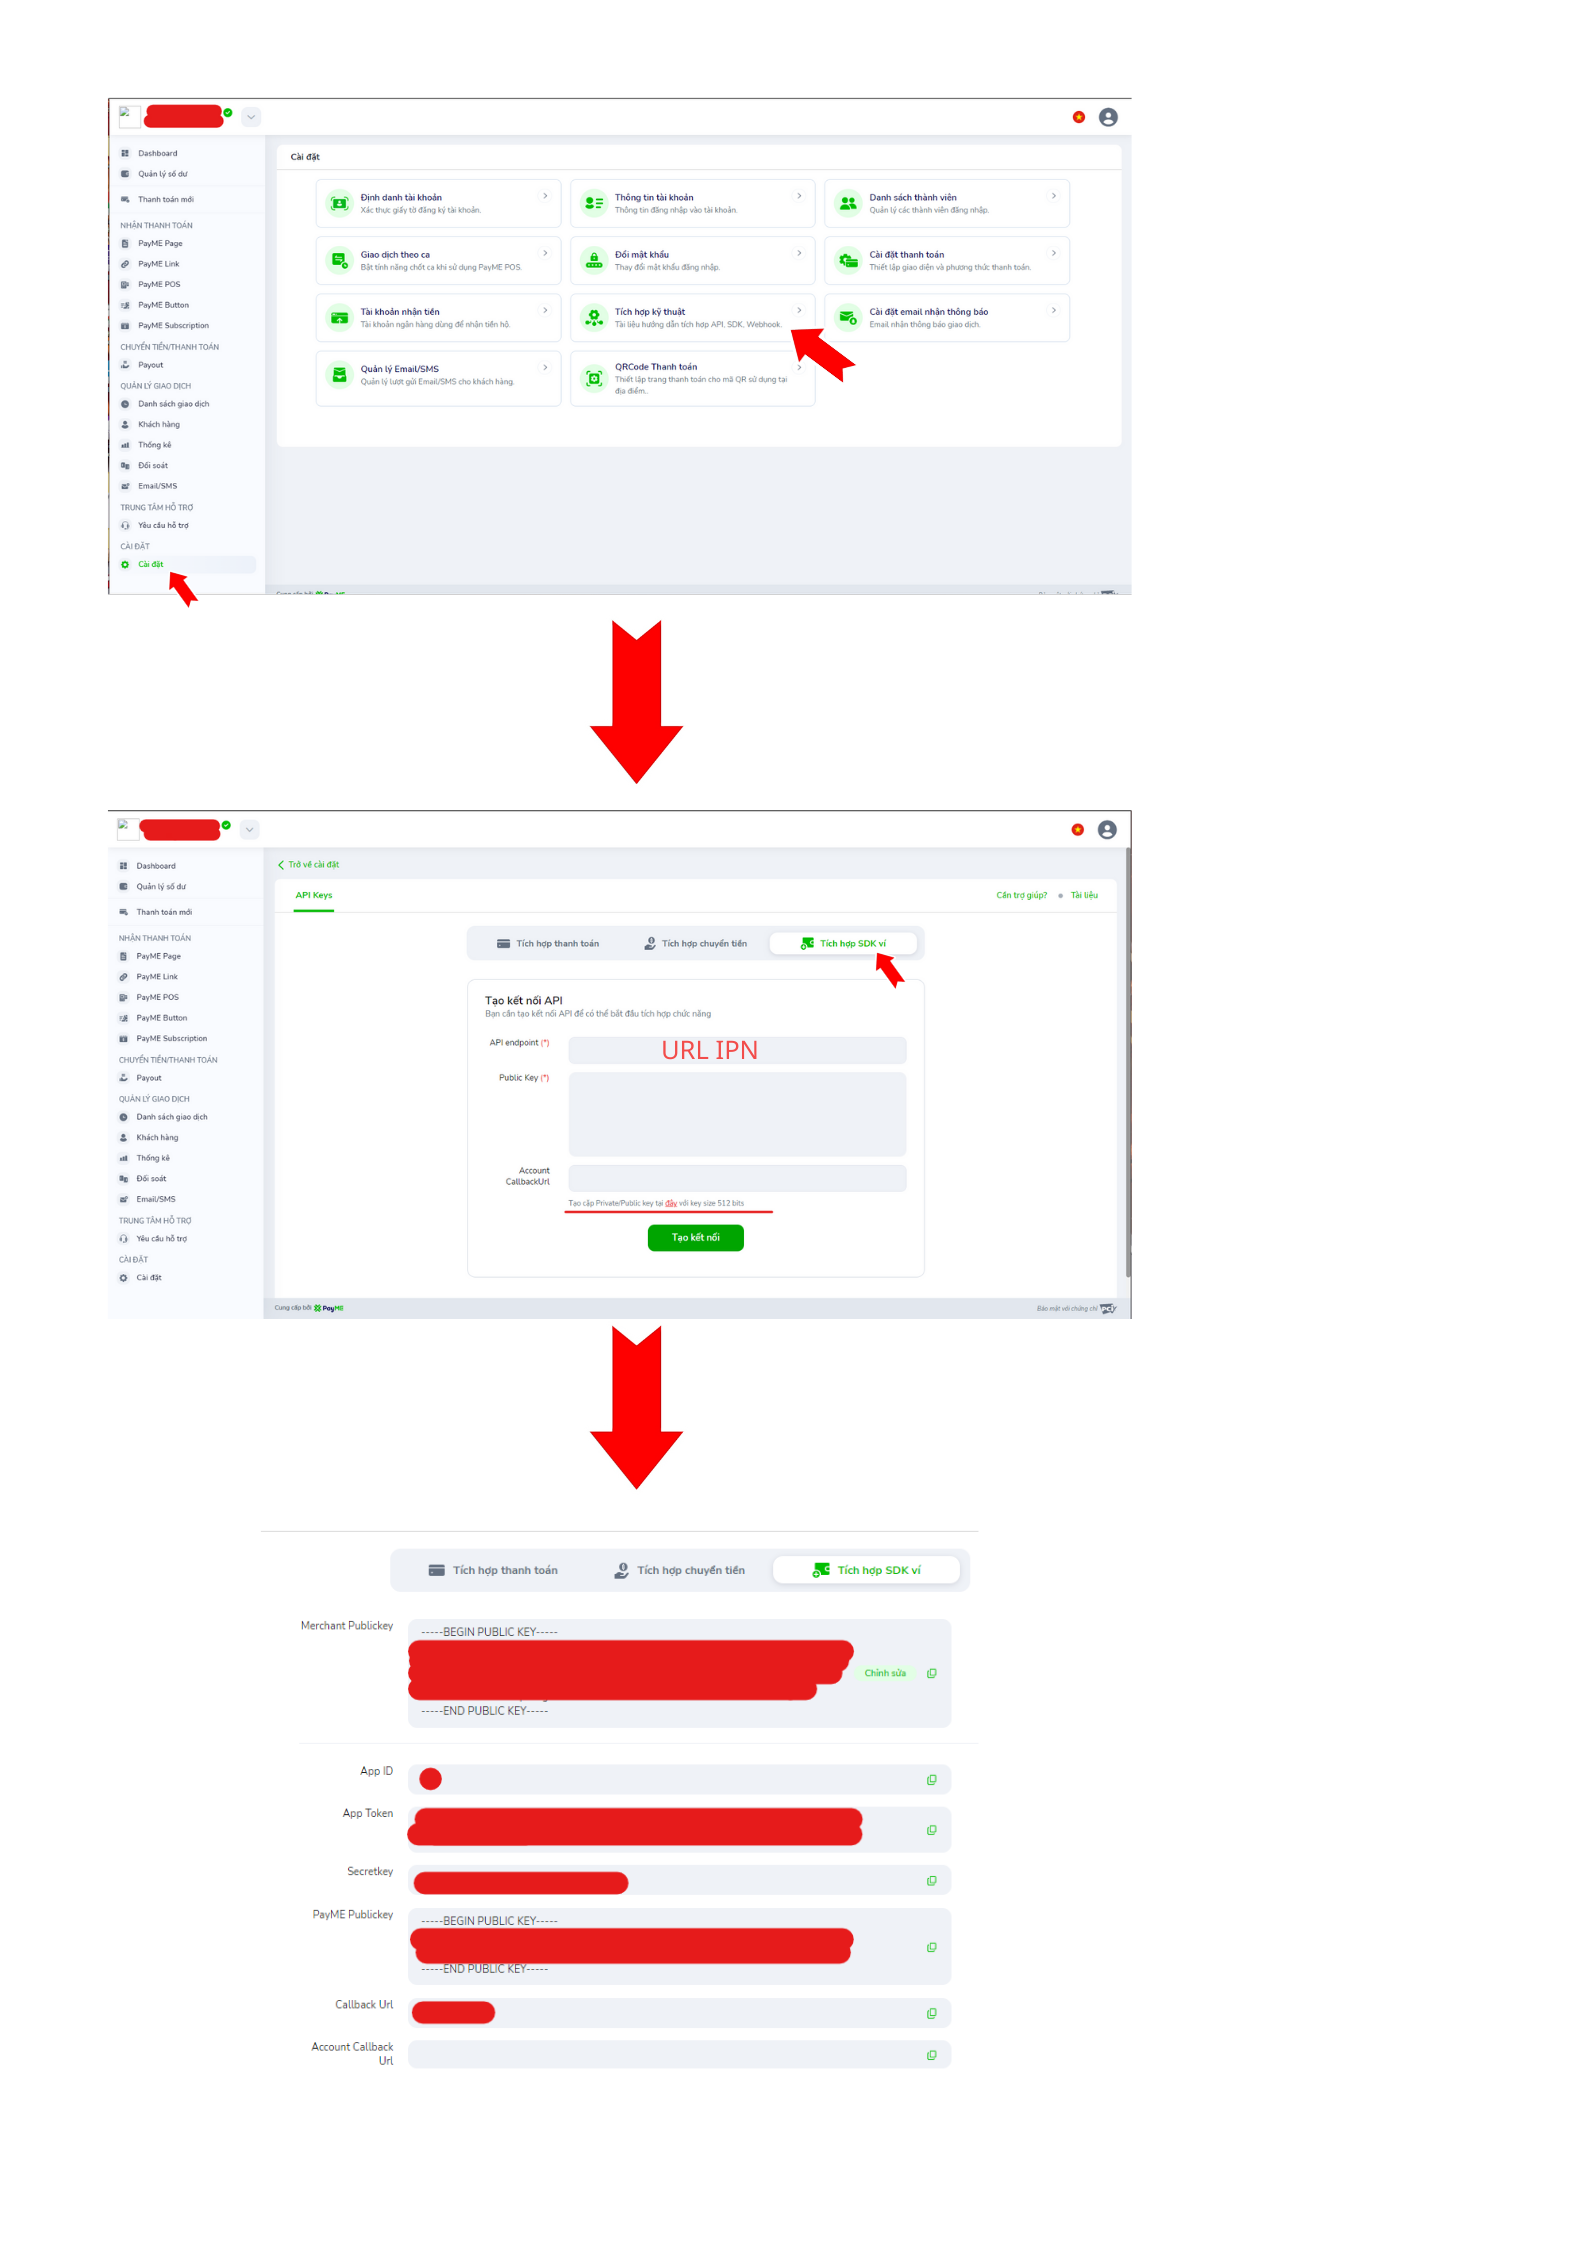 Dashboard
Quản lý số dư
Thanh toán mới
NHẬN THANH TOÁN
PayME Page
PayME Link
PayME POS
PayME Button
PayME Subscription
CHUYỂN TIỀN/THANH TOÁN
Payout
QUẢN LÝ GIAO DỊCH
Danh sách giao dịch
Khách hàng
Thống kê
Đối soát
Email/SMS
TRUNG TÂM HỖ TRỢ
Yêu cầu hỗ trợ
CÀI ĐẶT
Cài đặt
Cài đặt
Định danh tài khoản
Xác thực giấy tờ đăng ký tài khoản.
Thông tin tài khoản
Thông tin đăng nhập vào tài khoản.
Danh sách thành viên
Quản lý các thành viên đăng nhập.
Giao dịch theo ca
Bật tính năng chốt ca khi sử dụng PayME POS.
Đổi mật khẩu
Thay đổi mật khẩu đăng nhập.
Cài đặt thanh toán
Thiết lập giao diện và phương thức thanh toán.
Tài khoản nhận tiền
Tài khoản ngân hàng dùng để nhận tiền hộ.
Tích hợp kỹ thuật
Tài liệu hướng dẫn tích hợp API, SDK, Webhook.
Cài đặt email nhận thông báo
Email nhận thông báo giao dịch.
Quản lý Email/SMS
Quản lý lượt gửi Email/SMS cho khách hàng.
QRCode Thanh toán
Thiết lập trang thanh toán cho mã QR sử dụng tại
địa điểm..
Cung cấp bởi PayME
Dashboard
Quản lý số dư
Thanh toán mới
NHẬN THANH TOÁN
PayME Page
PayME Link
PayME POS
PayME Button
PayME Subscription
CHUYỂN TIỀN/THANH TOÁN
Payout
QUẢN LÝ GIAO DỊCH
Danh sách giao dịch
Khách hàng
Thống kê
Đối soát
Email/SMS
TRUNG TÂM HỖ TRỢ
Yêu cầu hỗ trợ
CÀI ĐẶT
Cài đặt
Trở về cài đặt
API Keys
Cần trợ giúp?
Tài liệu
Tích hợp thanh toán
Tích hợp chuyển tiền
Tích hợp SDK ví
Tạo kết nối API
Bạn cần tạo kết nối API để có thể bắt đầu tích hợp chức năng
API endpoint (*)
URL IPN
Public Key (*)
Account
CallbackUrl
Tạo cặp Private/Public key tại đây với key size 512 bits
Tạo kết nối
Cung cấp bởi PayME
Bảo mật với chứng chỉ pci
Tích hợp thanh toán
Tích hợp chuyển tiền
Tích hợp SDK ví
Merchant Publickey
-----BEGIN PUBLIC KEY-----
Chỉnh sửa
-----END PUBLIC KEY-----
App ID
App Token
Secretkey
PayME Publickey
-----BEGIN PUBLIC KEY-----
-----END PUBLIC KEY-----
Callback Url
Account Callback
Url